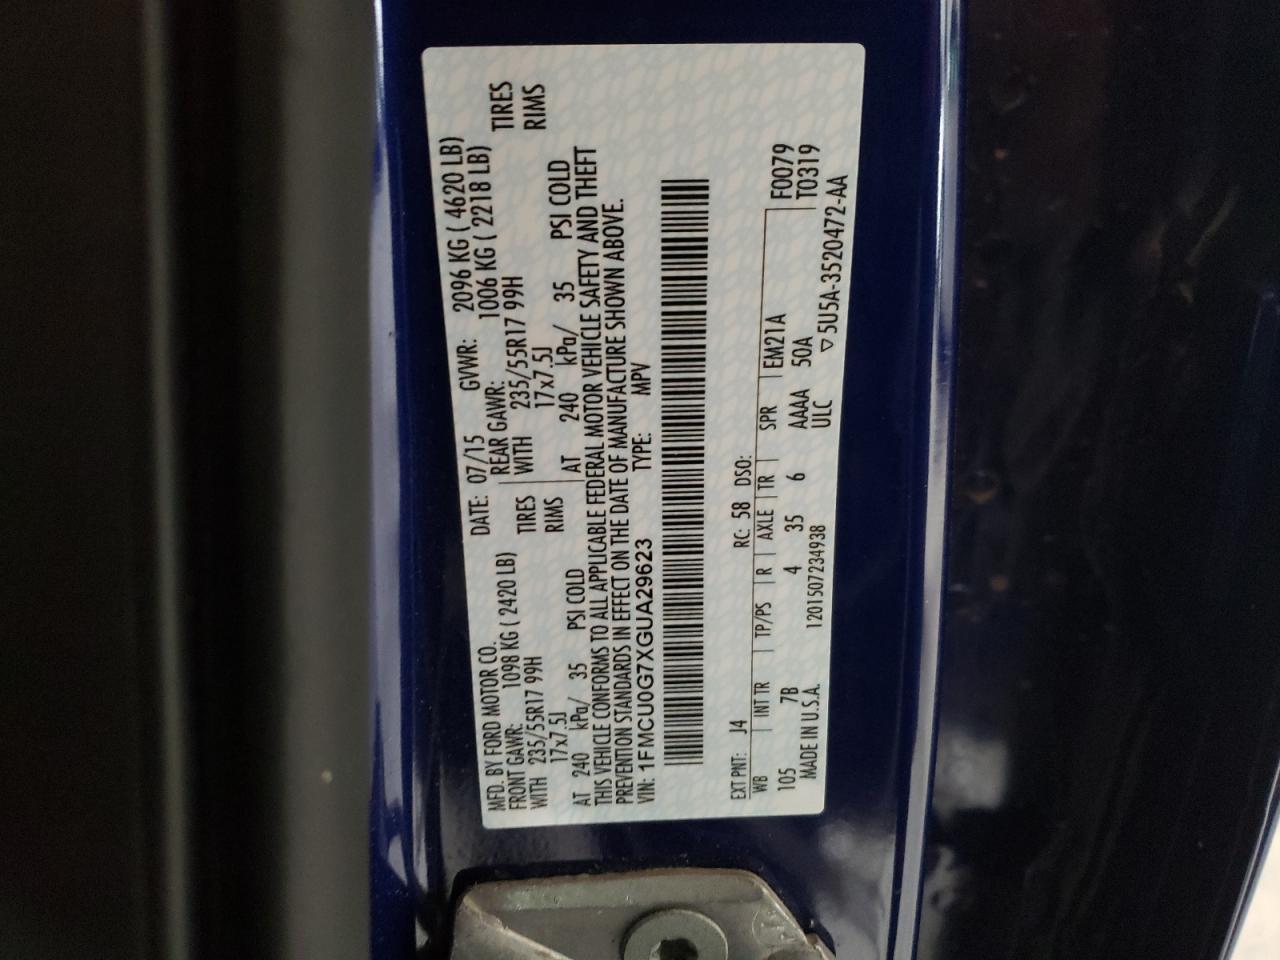 MFD. BY FORD MOTOR CO.
DATE: 07/15 GVWR: 2096 KG ( 4620 LB)
FRONT GAWR: 1098 KG ( 2420 LB)
REAR GAWR: 1006 KG ( 2218 LB)
WITH 235/55R17 99H TIRES
WITH 235/55R17 99H TIRES
17x7.5J RIMS
17x7.5J RIMS
AT 240 kPa/ 35 PSI COLD
AT 240 kPa/ 35 PSI COLD
THIS VEHICLE CONFORMS TO ALL APPLICABLE FEDERAL MOTOR VEHICLE SAFETY AND THEFT
PREVENTION STANDARDS IN EFFECT ON THE DATE OF MANUFACTURE SHOWN ABOVE.
VIN: 1FMCU0G7XGUA29623 TYPE: MPV
EXT PNT: J4 RC: 58 DSO:
WB INT TR TP/PS R AXLE TR SPR EM21A F0079
105 7B 4 35 6 AAAA 50A T0319
MADE IN U.S.A. 1201507234938 ULC ▽5U5A-3520472-AA